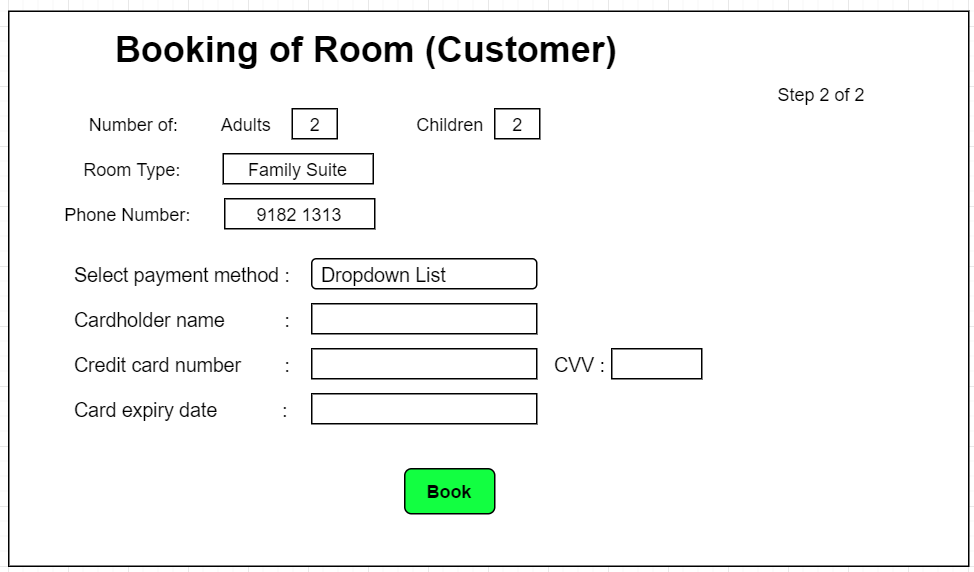 Booking of Room (Customer)
Step 2 of 2
Number of: Adults 2 Children 2
Room Type: Family Suite
Phone Number: 9182 1313
Select payment method : Dropdown List
Cardholder name :
Credit card number : CVV :
Card expiry date :
Book